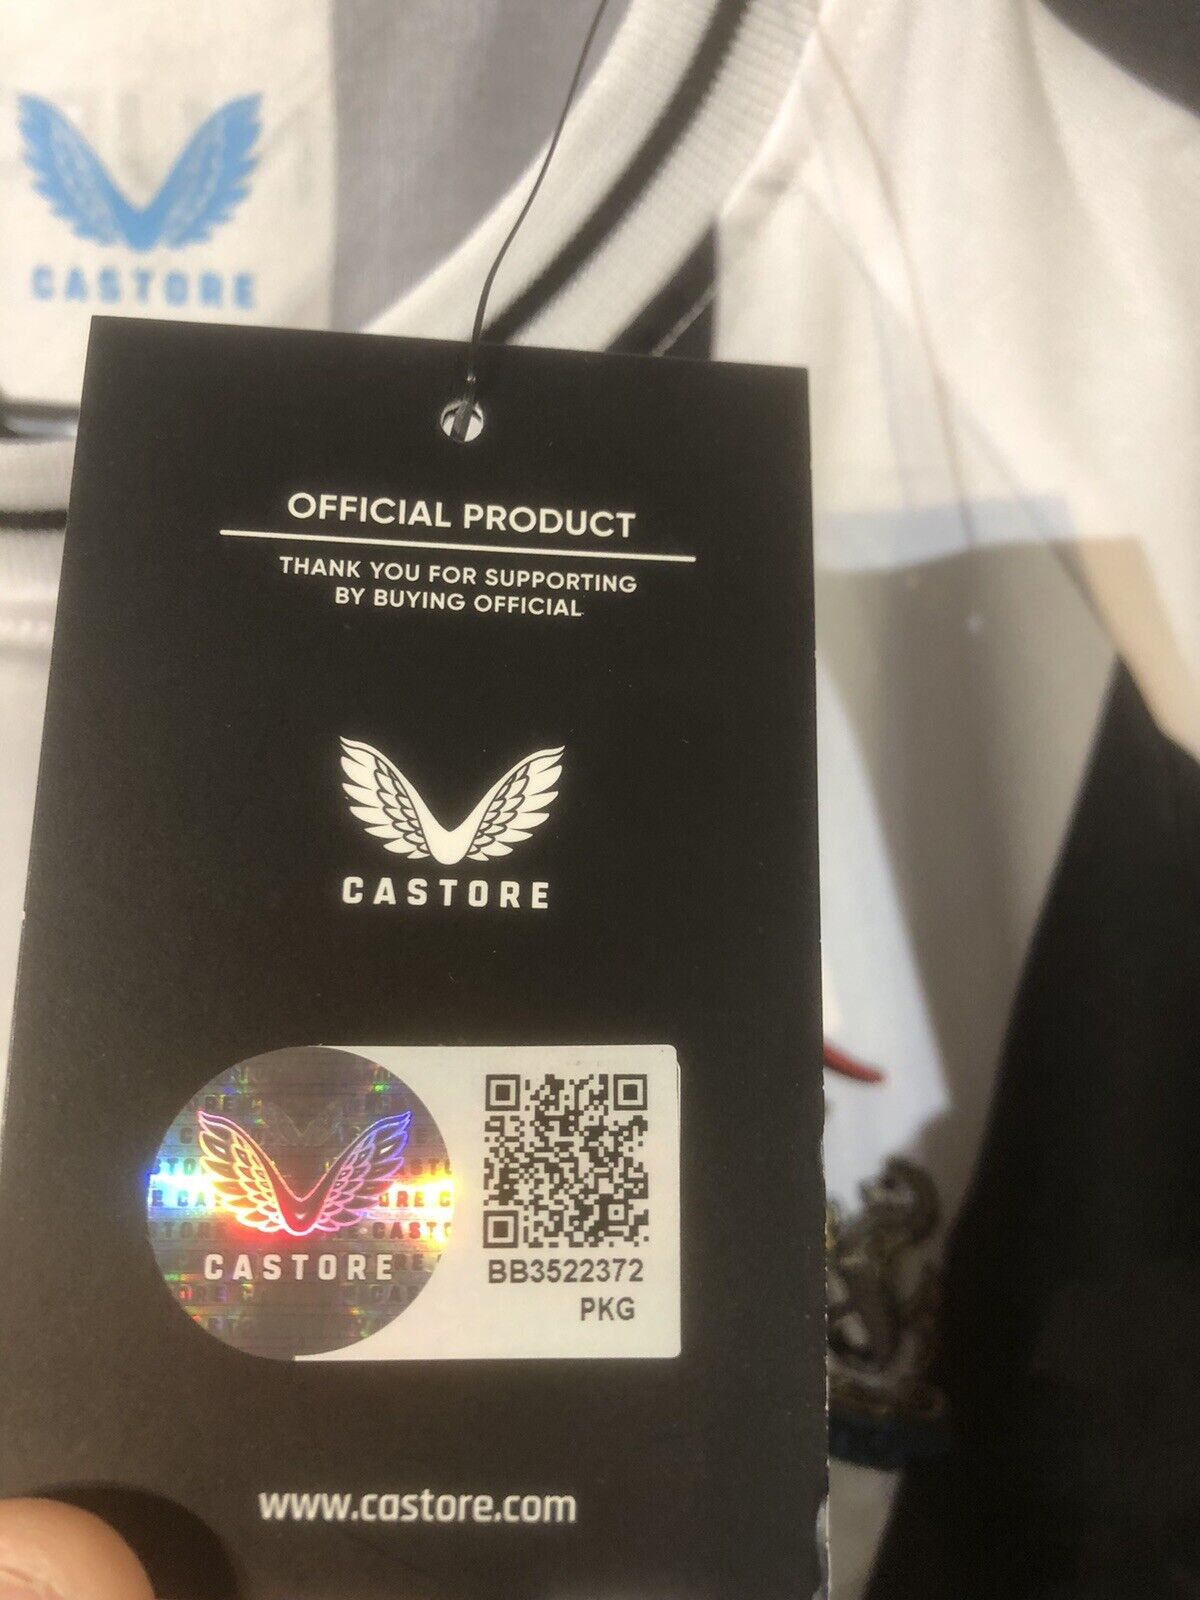 CASTORE
OFFICIAL PRODUCT
THANK YOU FOR SUPPORTING
BY BUYING OFFICIAL
CASTORE
CASTORE
BB3522372
PKG
www.castore.com